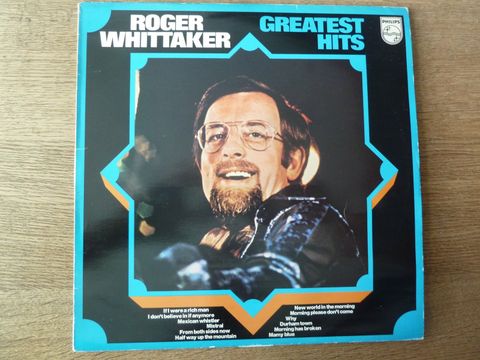 ROGER
WHITTAKER
GREATEST
HITS
PHILIPS
If I were a rich man
I don't believe in if anymore
Mexican whistler
Mistral
From both sides now
Half way up the mountain
New world in the morning
Morning please don't come
Why
Durham town
Morning has broken
Mamy blue